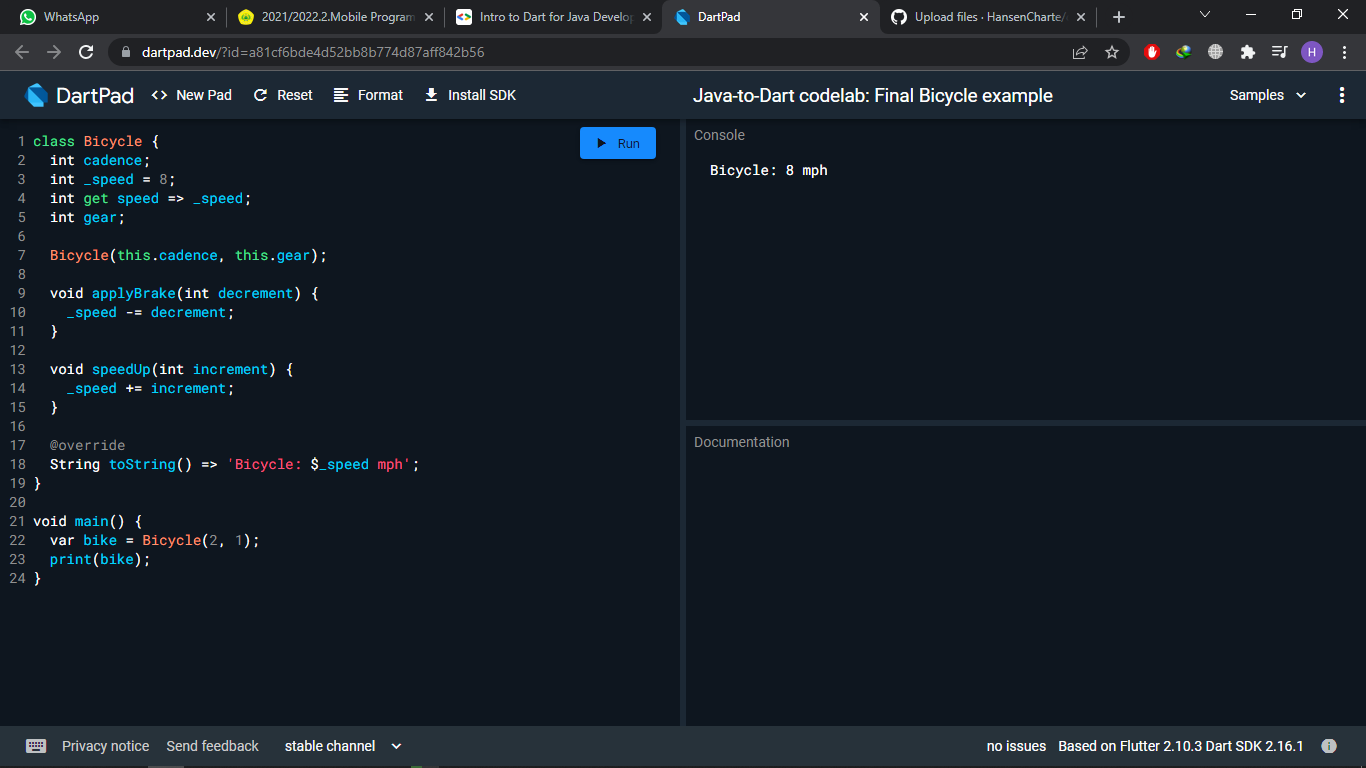 WhatsApp
2021/2022.2.Mobile Program
Intro to Dart for Java Develop
DartPad
Upload files · HansenCharte/
dartpad.dev/?id=a81cf6bde4d52bb8b774d87aff842b56
H
DartPad
<> New Pad
Reset
Format
Install SDK
Java-to-Dart codelab: Final Bicycle example
Samples
Run
1 class Bicycle {
2   int cadence;
3   int _speed = 8;
4   int get speed => _speed;
5   int gear;
6
7   Bicycle(this.cadence, this.gear);
8
9   void applyBrake(int decrement) {
10     _speed -= decrement;
11   }
12
13   void speedUp(int increment) {
14     _speed += increment;
15   }
16
17   @override
18   String toString() => 'Bicycle: $_speed mph';
19 }
20
21 void main() {
22   var bike = Bicycle(2, 1);
23   print(bike);
24 }
Console
Bicycle: 8 mph
Documentation
Privacy notice
Send feedback
stable channel
no issues
Based on Flutter 2.10.3 Dart SDK 2.16.1